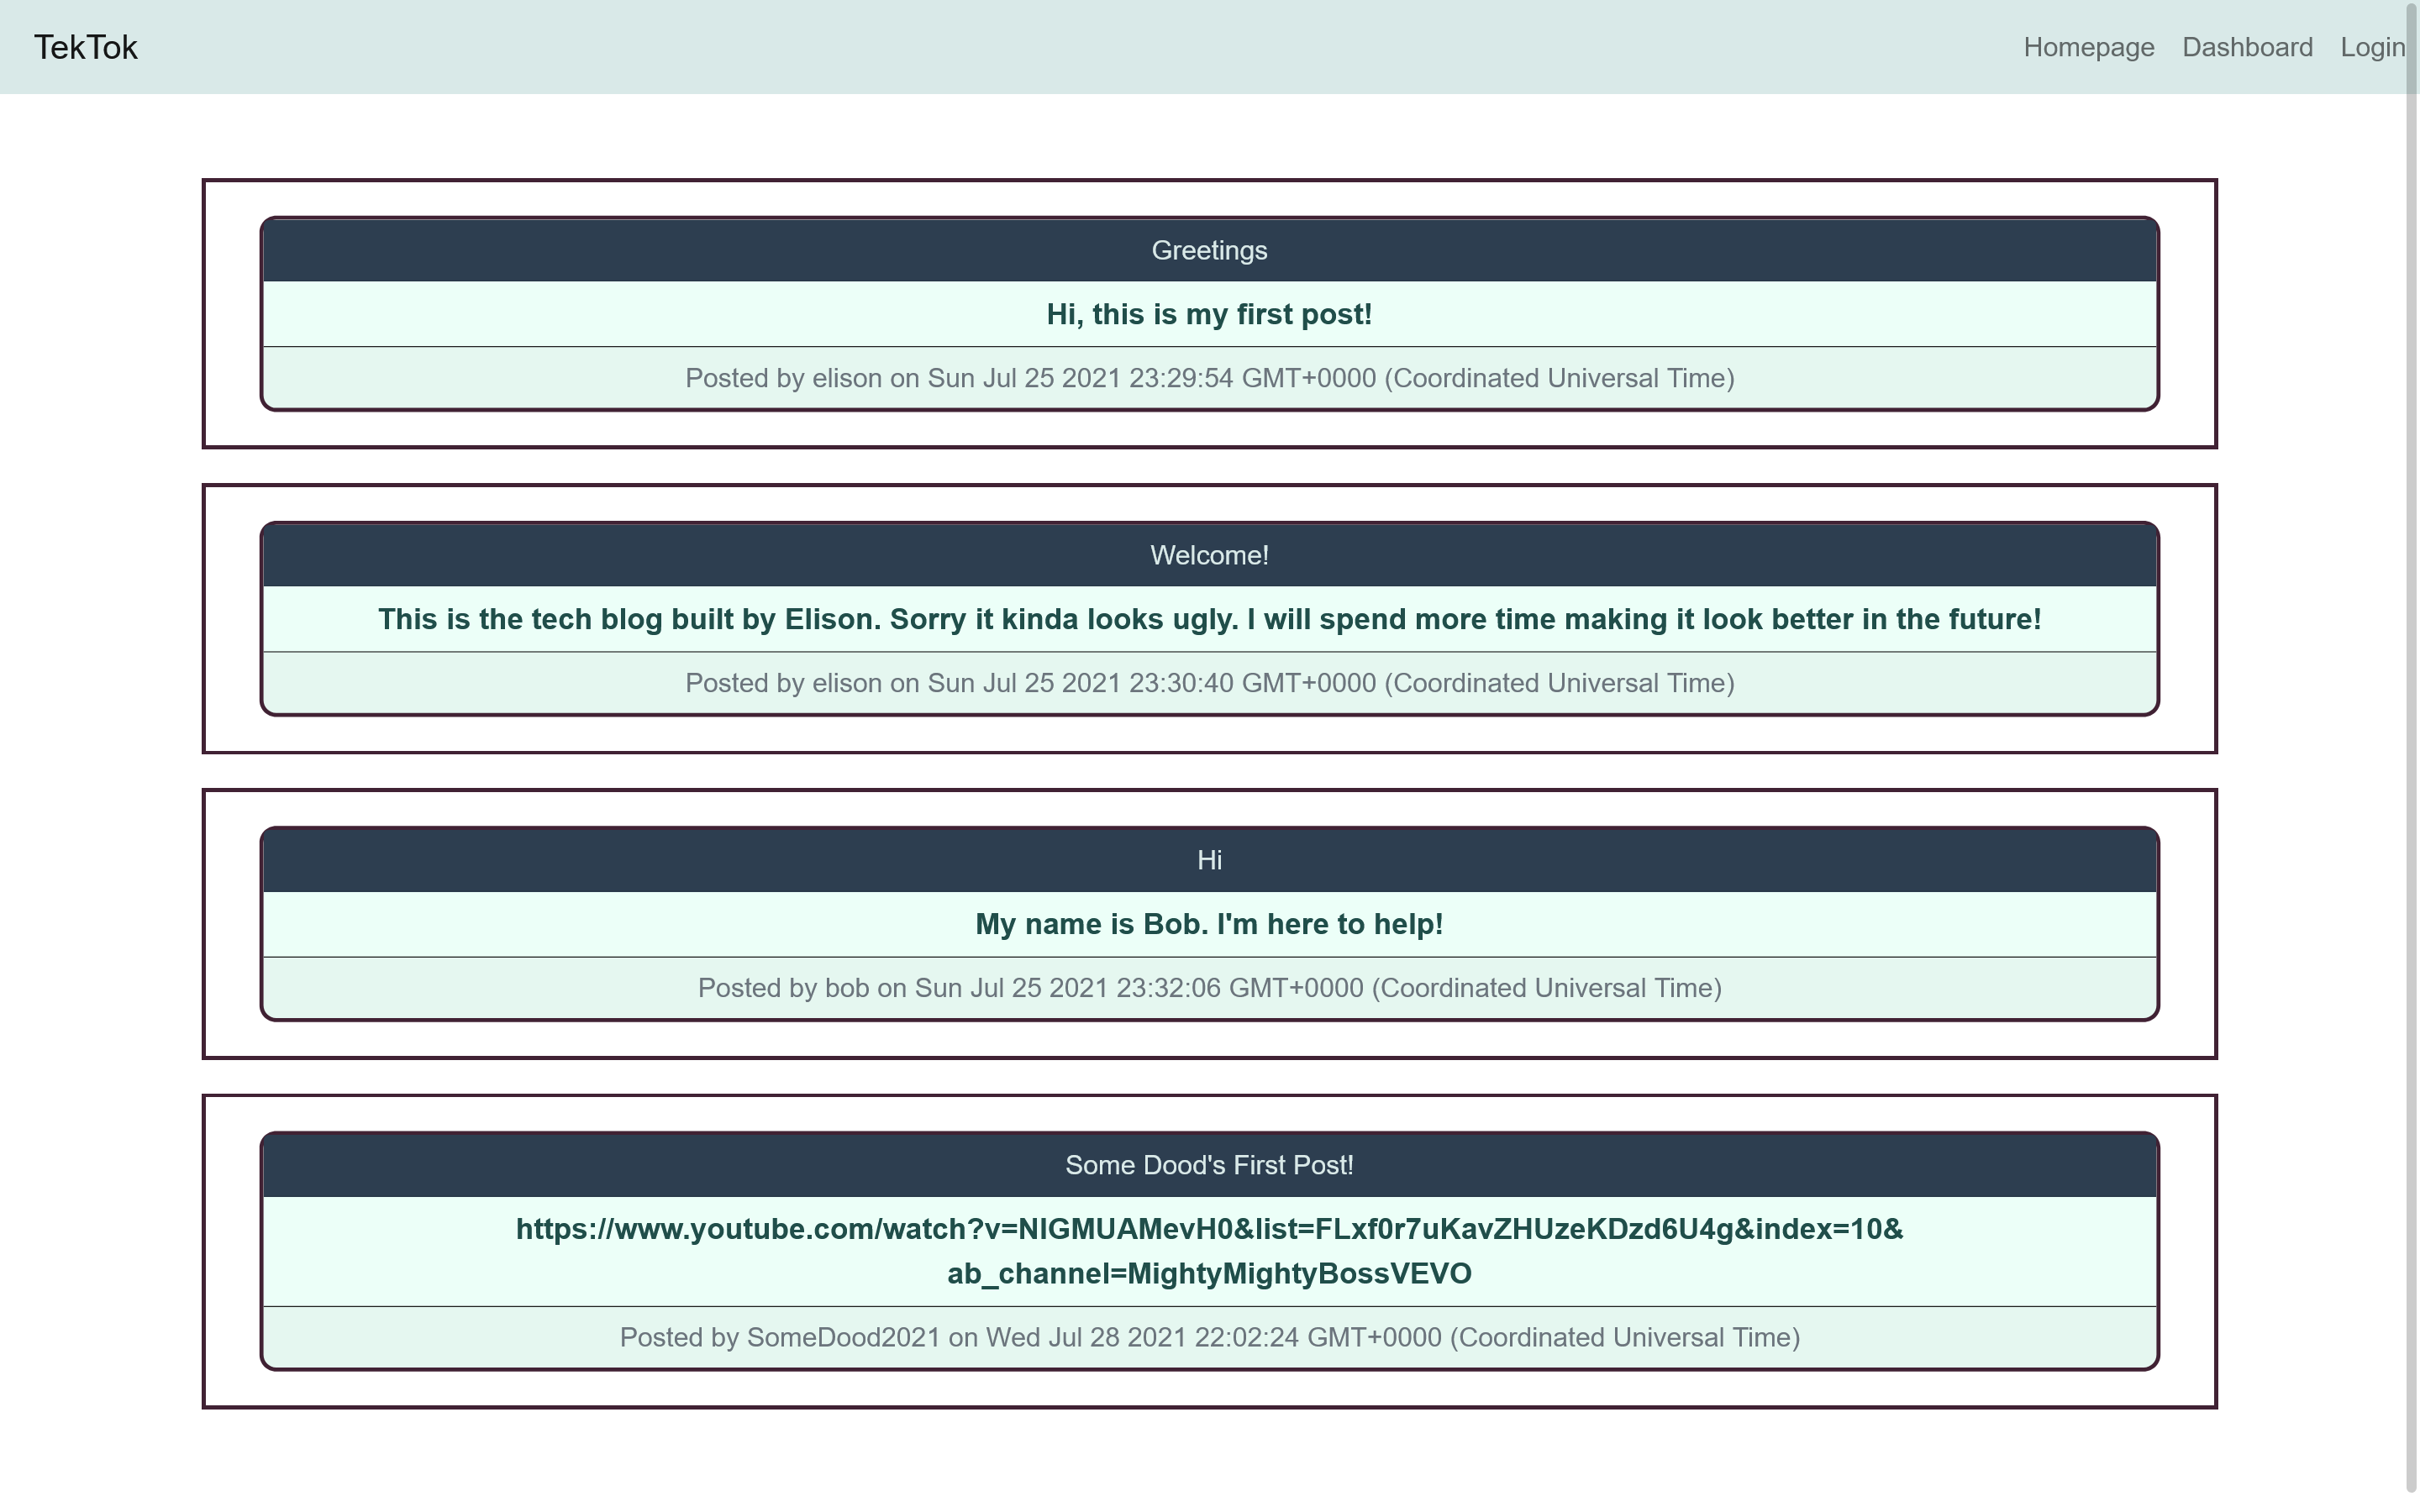 TekTok
Homepage Dashboard Login
Greetings
Hi, this is my first post!
Posted by elison on Sun Jul 25 2021 23:29:54 GMT+0000 (Coordinated Universal Time)
Welcome!
This is the tech blog built by Elison. Sorry it kinda looks ugly. I will spend more time making it look better in the future!
Posted by elison on Sun Jul 25 2021 23:30:40 GMT+0000 (Coordinated Universal Time)
Hi
My name is Bob. I'm here to help!
Posted by bob on Sun Jul 25 2021 23:32:06 GMT+0000 (Coordinated Universal Time)
Some Dood's First Post!
https://www.youtube.com/watch?v=NIGMUAMevH0&list=FLxf0r7uKavZHUzeKDzd6U4g&index=10&
ab_channel=MightyMightyBossVEVO
Posted by SomeDood2021 on Wed Jul 28 2021 22:02:24 GMT+0000 (Coordinated Universal Time)